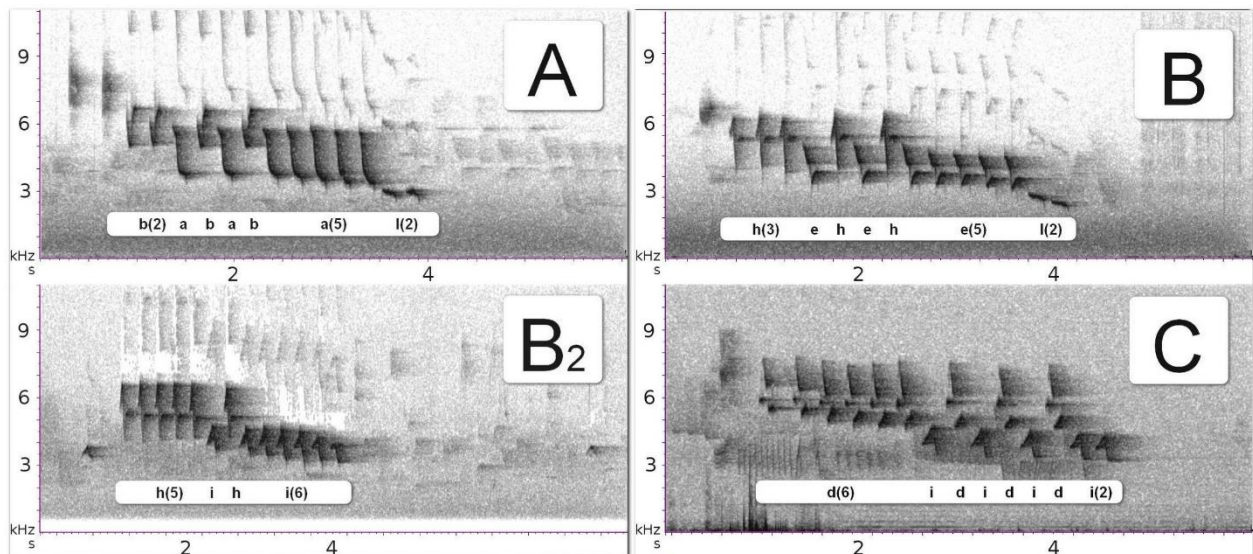 9
6
3
kHz
s
2
4
A
b(2) a b a b a(5) l(2)
9
6
3
kHz
s
2
4
B
h(3) e h e h e(5) l(2)
9
6
3
kHz
s
2
4
B2
h(5) i h i(6)
9
6
3
kHz
s
2
4
C
d(6) i d i d i d i(2)